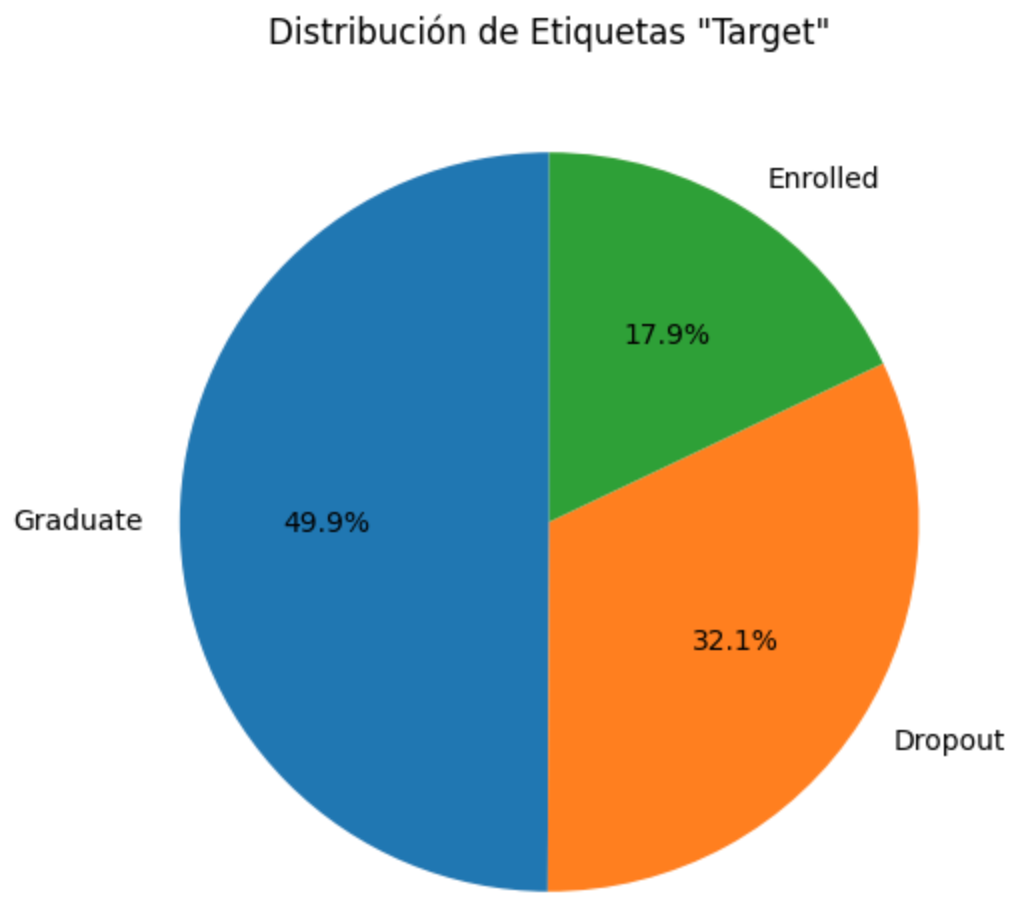 Distribución de Etiquetas "Target"
Enrolled
17.9%
Graduate
49.9%
32.1%
Dropout